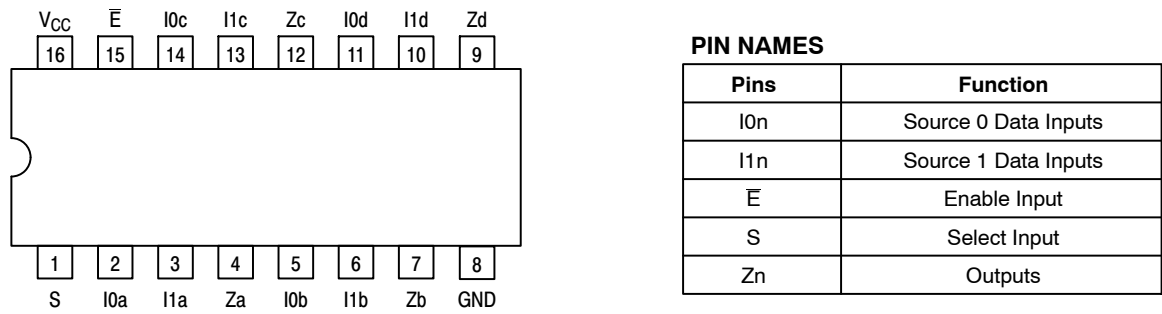 V_CC E̅ I0c I1c Zc I0d I1d Zd
16 15 14 13 12 11 10 9
1 2 3 4 5 6 7 8
S I0a I1a Za I0b I1b Zb GND
PIN NAMES
Pins Function
I0n Source 0 Data Inputs
I1n Source 1 Data Inputs
E̅ Enable Input
S Select Input
Zn Outputs